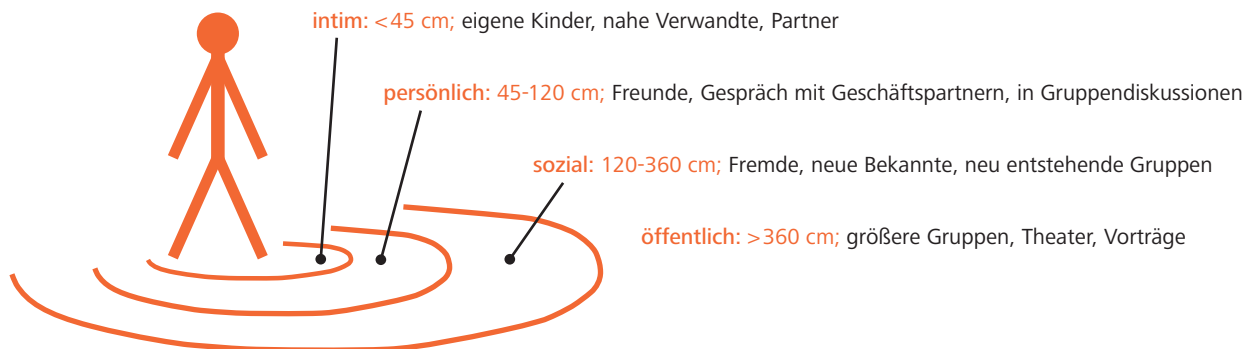 intim: <45 cm; eigene Kinder, nahe Verwandte, Partner
persönlich: 45-120 cm; Freunde, Gespräch mit Geschäftspartnern, in Gruppendiskussionen
sozial: 120-360 cm; Fremde, neue Bekannte, neu entstehende Gruppen
öffentlich: >360 cm; größere Gruppen, Theater, Vorträge